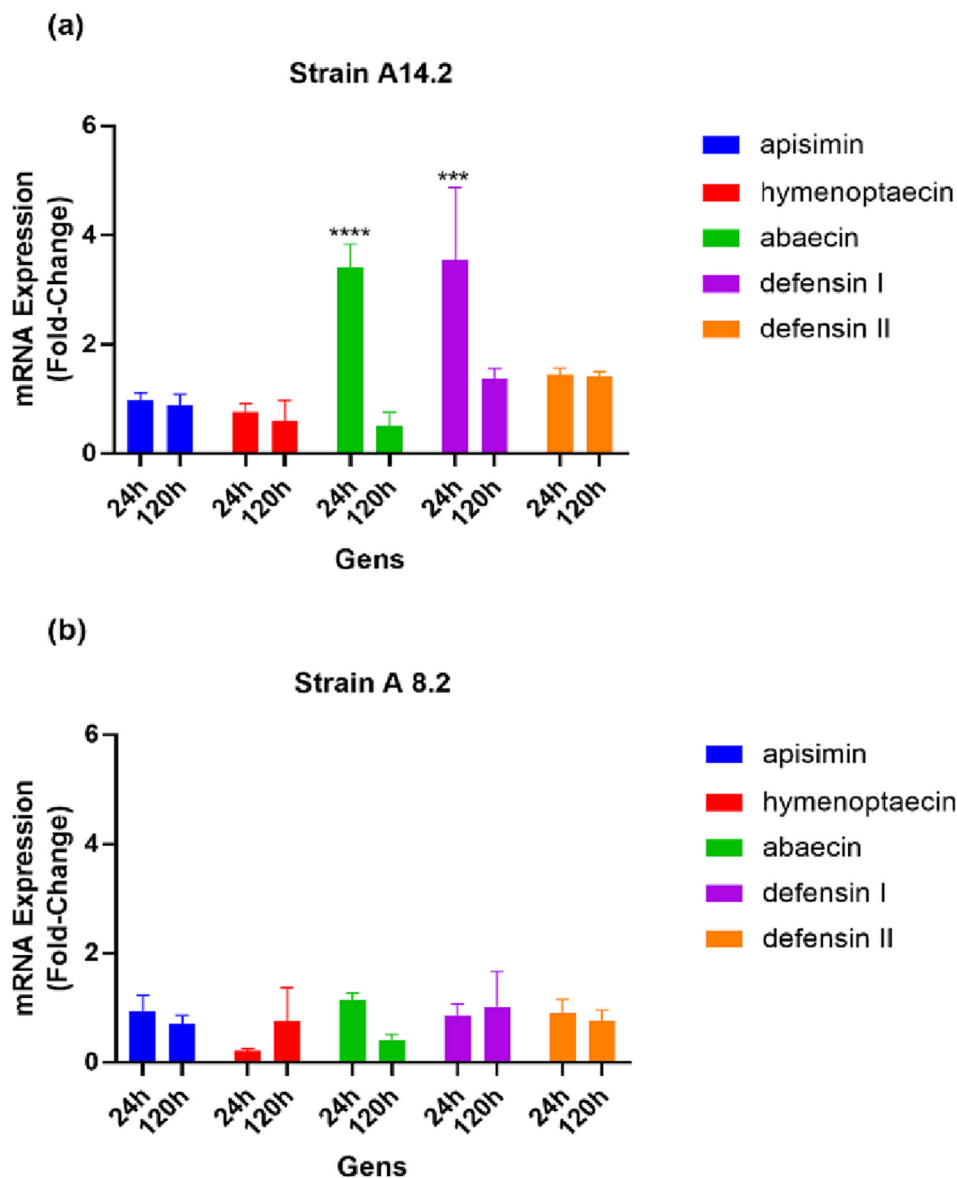 (a)
Strain A14.2
mRNA Expression
(Fold-Change)
6
4
2
0
****
***
24h
120h
24h
120h
24h
120h
24h
120h
24h
120h
Gens
apisimin
hymenoptaecin
abaecin
defensin I
defensin II
(b)
Strain A 8.2
mRNA Expression
(Fold-Change)
6
4
2
0
24h
120h
24h
120h
24h
120h
24h
120h
24h
120h
Gens
apisimin
hymenoptaecin
abaecin
defensin I
defensin II